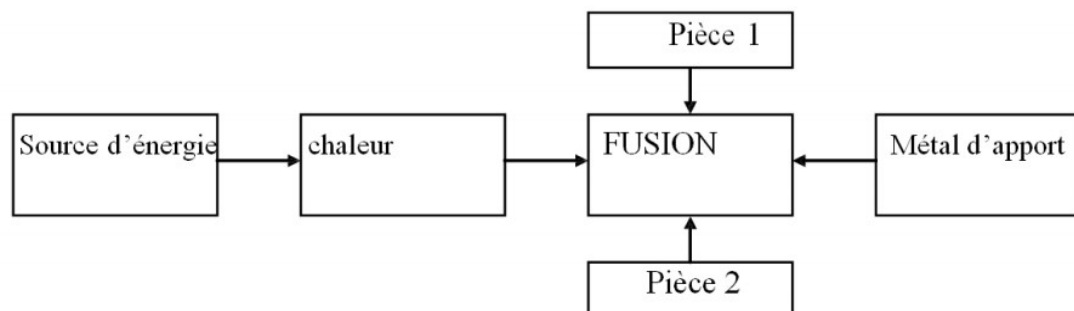 Pièce 1
Source d'énergie
chaleur
FUSION
Métal d'apport
Pièce 2